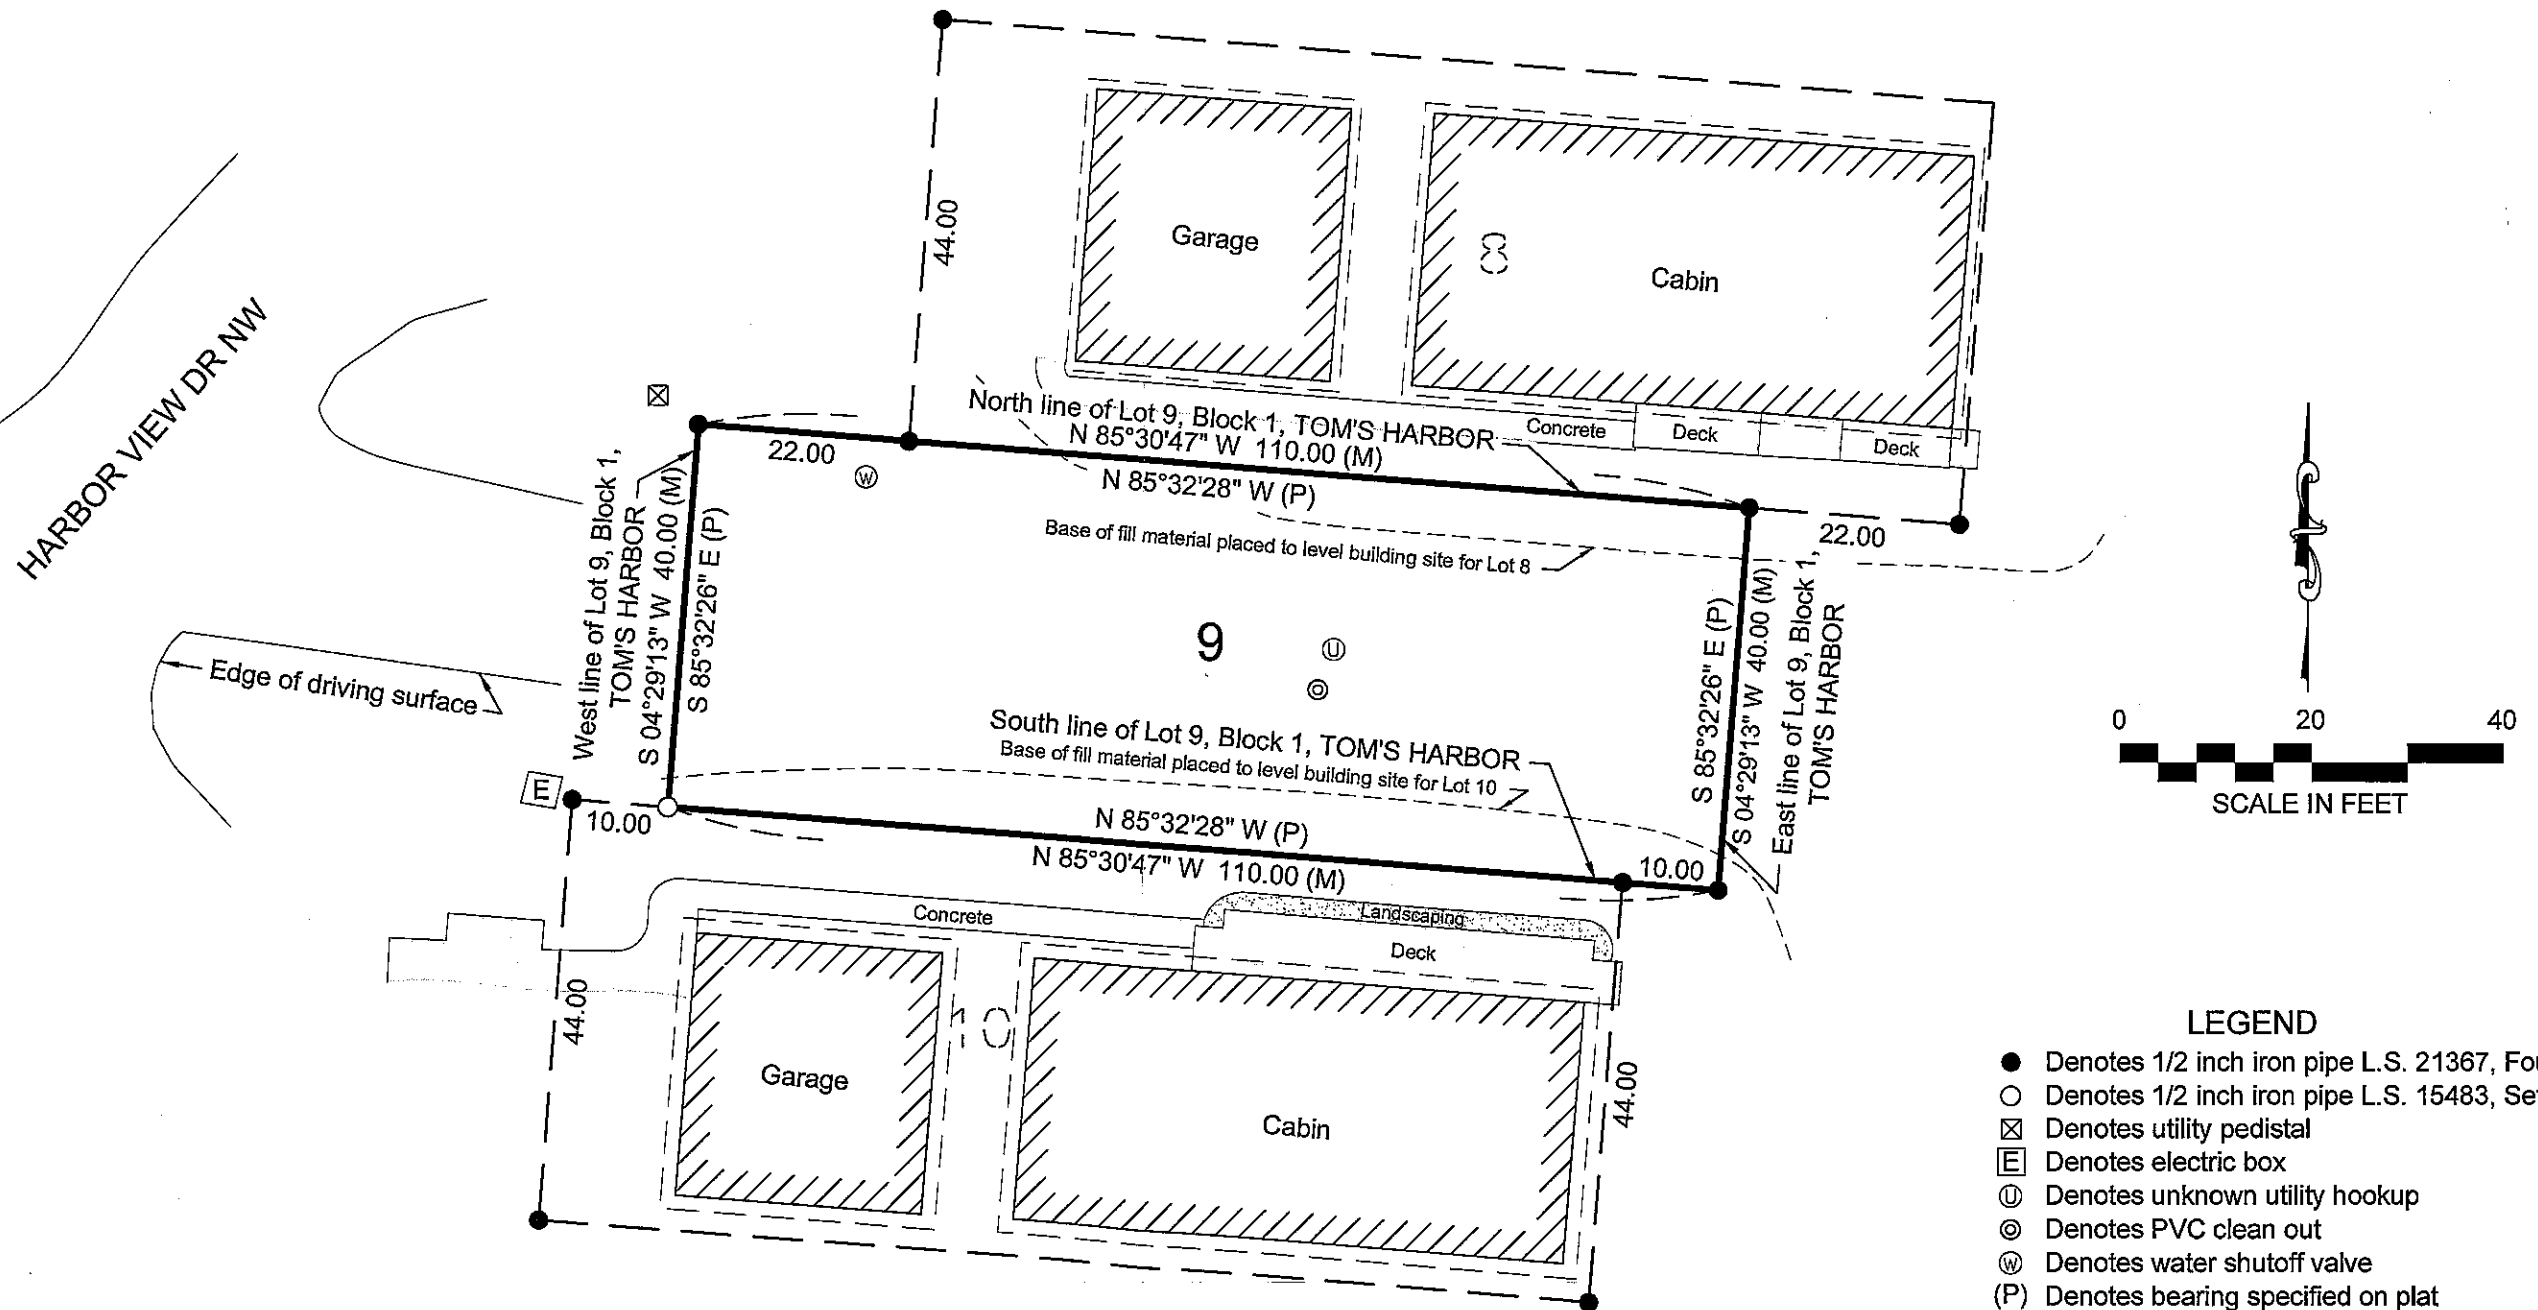 44.00
Garage
Cabin
HARBOR VIEW DR NW
North line of Lot 9, Block 1, TOM'S HARBOR
N 85°30'47" W 110.00 (M)
N 85°32'28" W (P)
Concrete
Deck
Deck
22.00
W
22.00
Base of fill material placed to level building site for Lot 8
West line of Lot 9, Block 1,
TOM'S HARBOR
S 04°29'13" W 40.00 (M)
S 85°32'26" E (P)
9
U
S 85°32'26" E (P)
S 04°29'13" W 40.00 (M)
East line of Lot 9, Block 1,
TOM'S HARBOR
Edge of driving surface
South line of Lot 9, Block 1, TOM'S HARBOR
Base of fill material placed to level building site for Lot 10
E
10.00
N 85°32'28" W (P)
N 85°30'47" W 110.00 (M)
10.00
Concrete
Landscaping
Deck
44.00
Garage
Cabin
44.00
0 20 40
SCALE IN FEET
LEGEND
Denotes 1/2 inch iron pipe L.S. 21367, Fou
Denotes 1/2 inch iron pipe L.S. 15483, Se
Denotes utility pedistal
E Denotes electric box
U Denotes unknown utility hookup
Denotes PVC clean out
W Denotes water shutoff valve
(P) Denotes bearing specified on plat